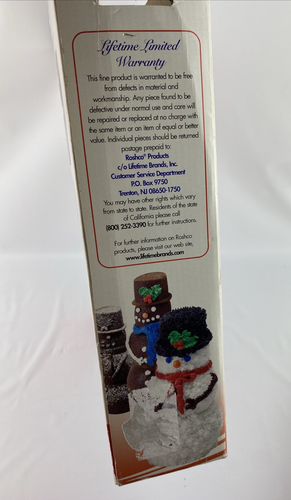 Lifetime Limited
Warranty
This fine product is warranted to be free
from defects in material and
workmanship. Any piece found to be
defective under normal use and care will
be repaired or replaced at no charge with
the same item or an item of equal or better
value. Individual pieces should be returned
postage prepaid to:
Roshco® Products
c/o Lifetime Brands, Inc.
Customer Service Department
P.O. Box 9750
Trenton, NJ 08650-1750
You may have other rights which vary
from state to state. Residents of the state
of California please call
(800) 252-3390 for further instructions.
For further information on Roshco
products, please visit our web site,
www.lifetimebrands.com